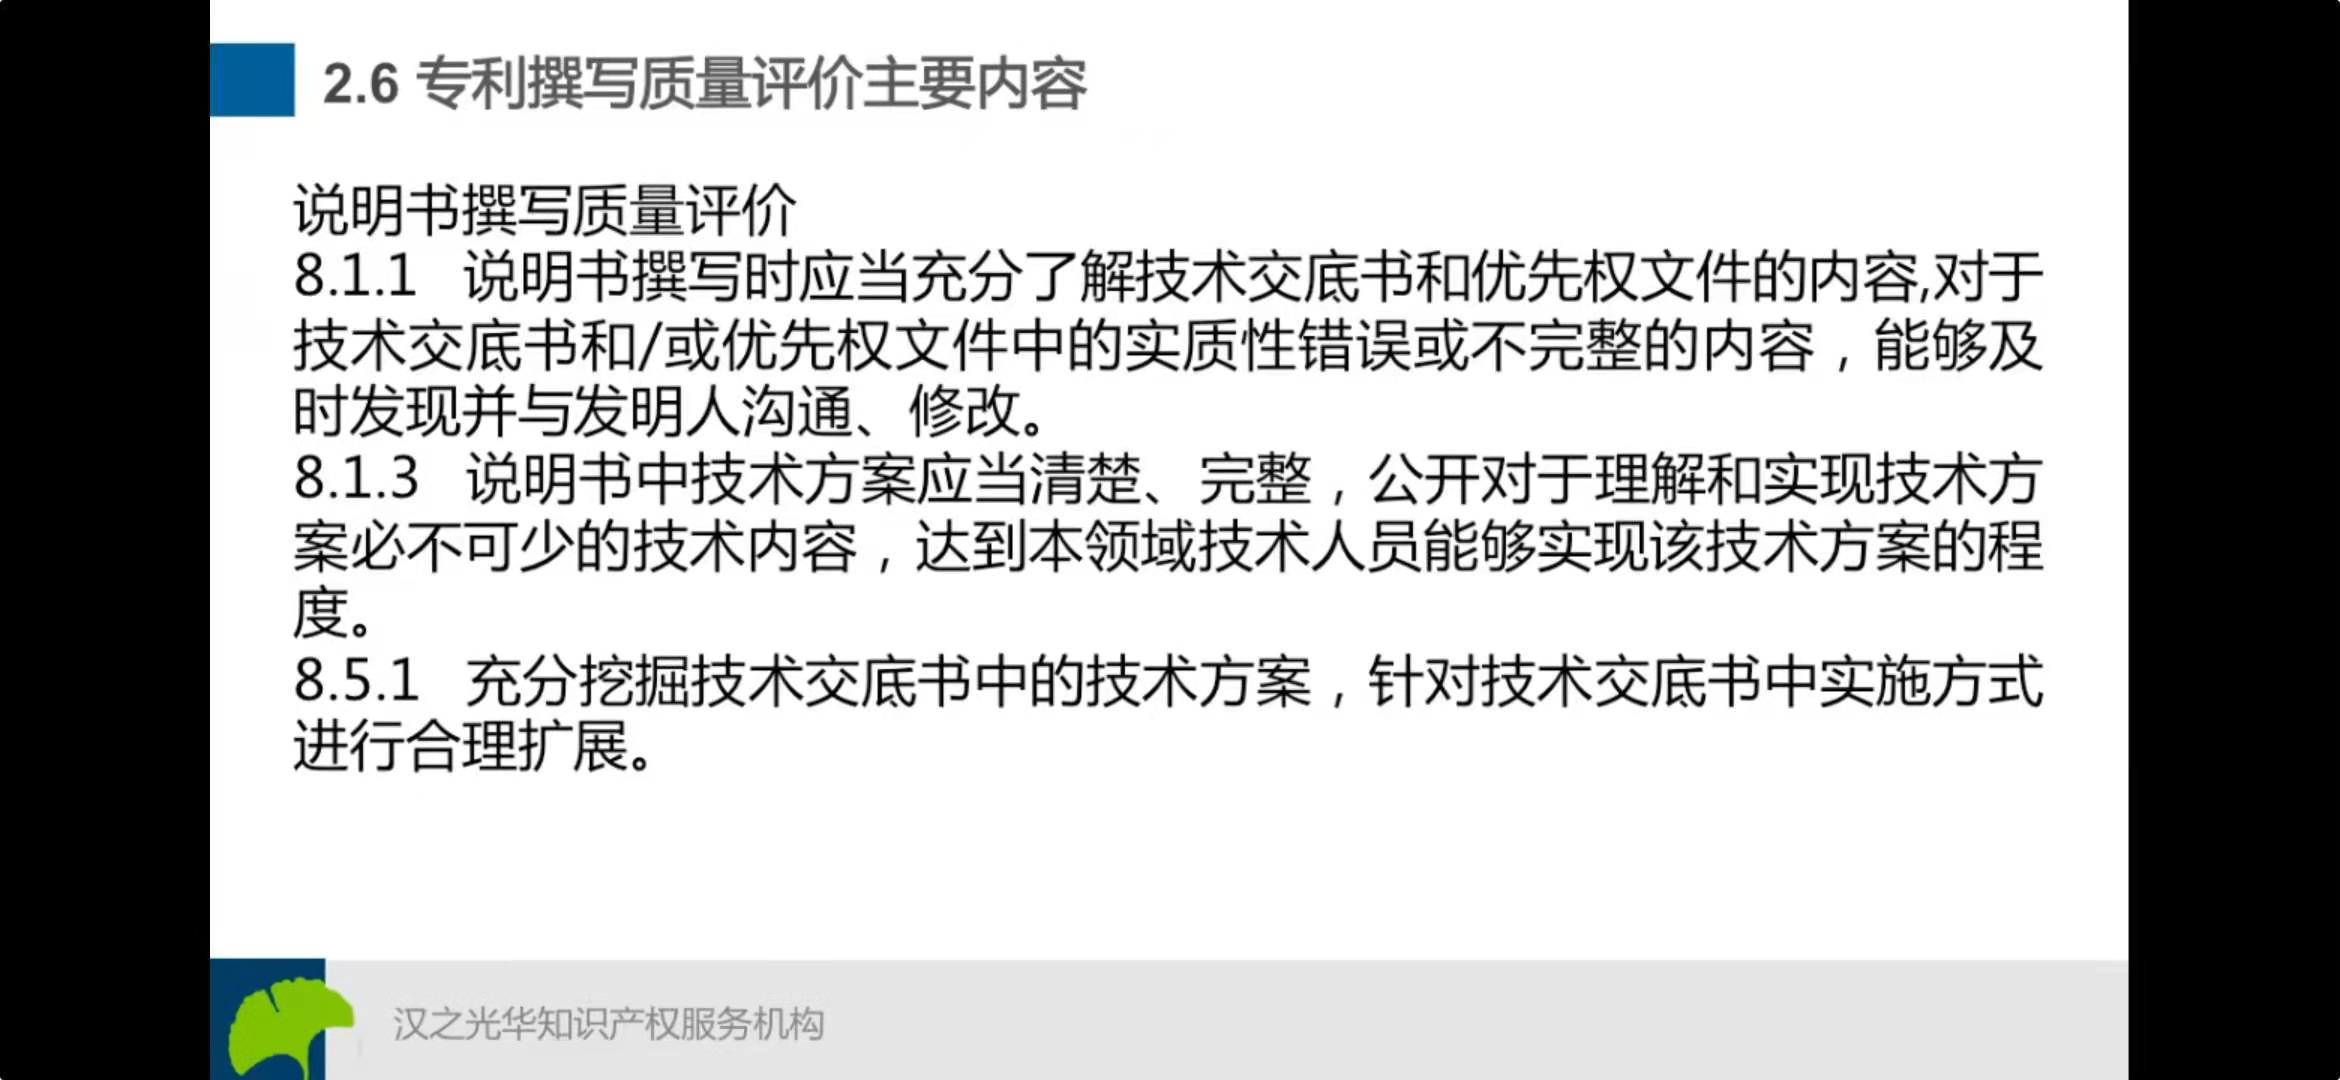 2.6 专利撰写质量评价主要内容
说明书撰写质量评价
8.1.1 说明书撰写时应当充分了解技术交底书和优先权文件的内容,对于
技术交底书和/或优先权文件中的实质性错误或不完整的内容，能够及
时发现并与发明人沟通、修改。
8.1.3 说明书中技术方案应当清楚、完整，公开对于理解和实现技术方
案必不可少的技术内容，达到本领域技术人员能够实现该技术方案的程
度。
8.5.1 充分挖掘技术交底书中的技术方案，针对技术交底书中实施方式
进行合理扩展。
汉之光华知识产权服务机构